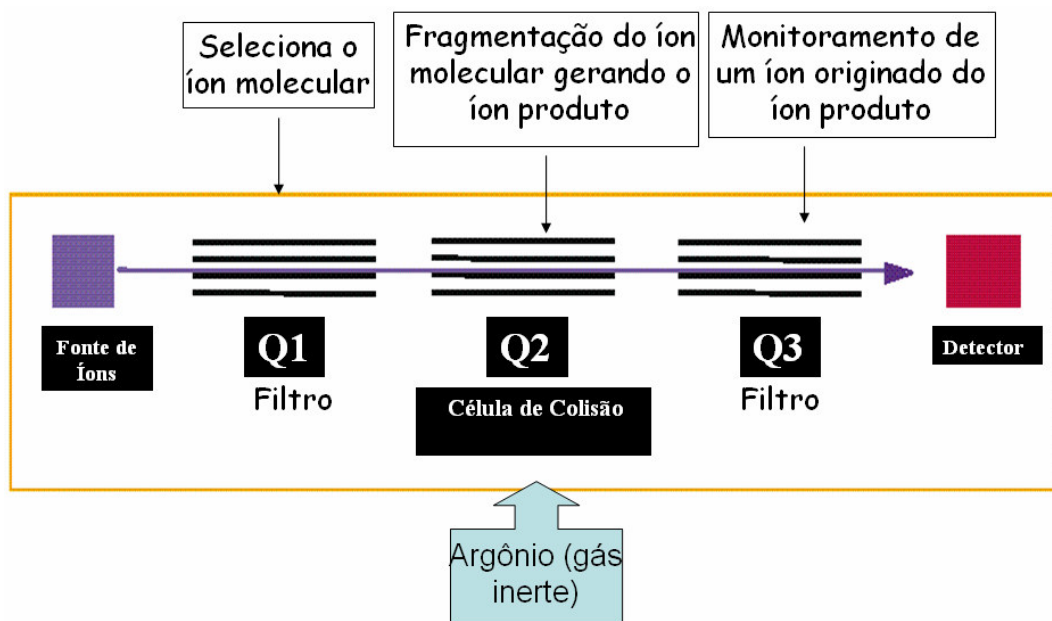 Seleciona o
íon molecular
Fragmentação do íon
molecular gerando o
íon produto
Monitoramento de
um íon originado do
íon produto
Fonte de
Íons
Q1
Filtro
Q2
Célula de Colisão
Q3
Filtro
Detector
Argônio (gás
inerte)